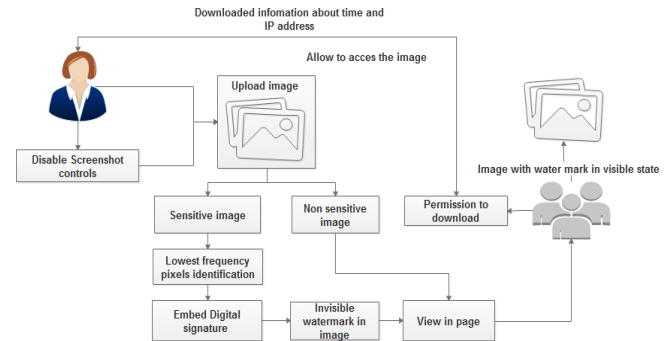 Downloaded infomation about time and
IP address
Allow to acces the image
Upload image
Disable Screenshot
controls
Image with water mark in visible state
Sensitive image
Non sensitive
image
Permission to
download
Lowest frequency
pixels identification
Embed Digital
signature
Invisible
watermark in
image
View in page